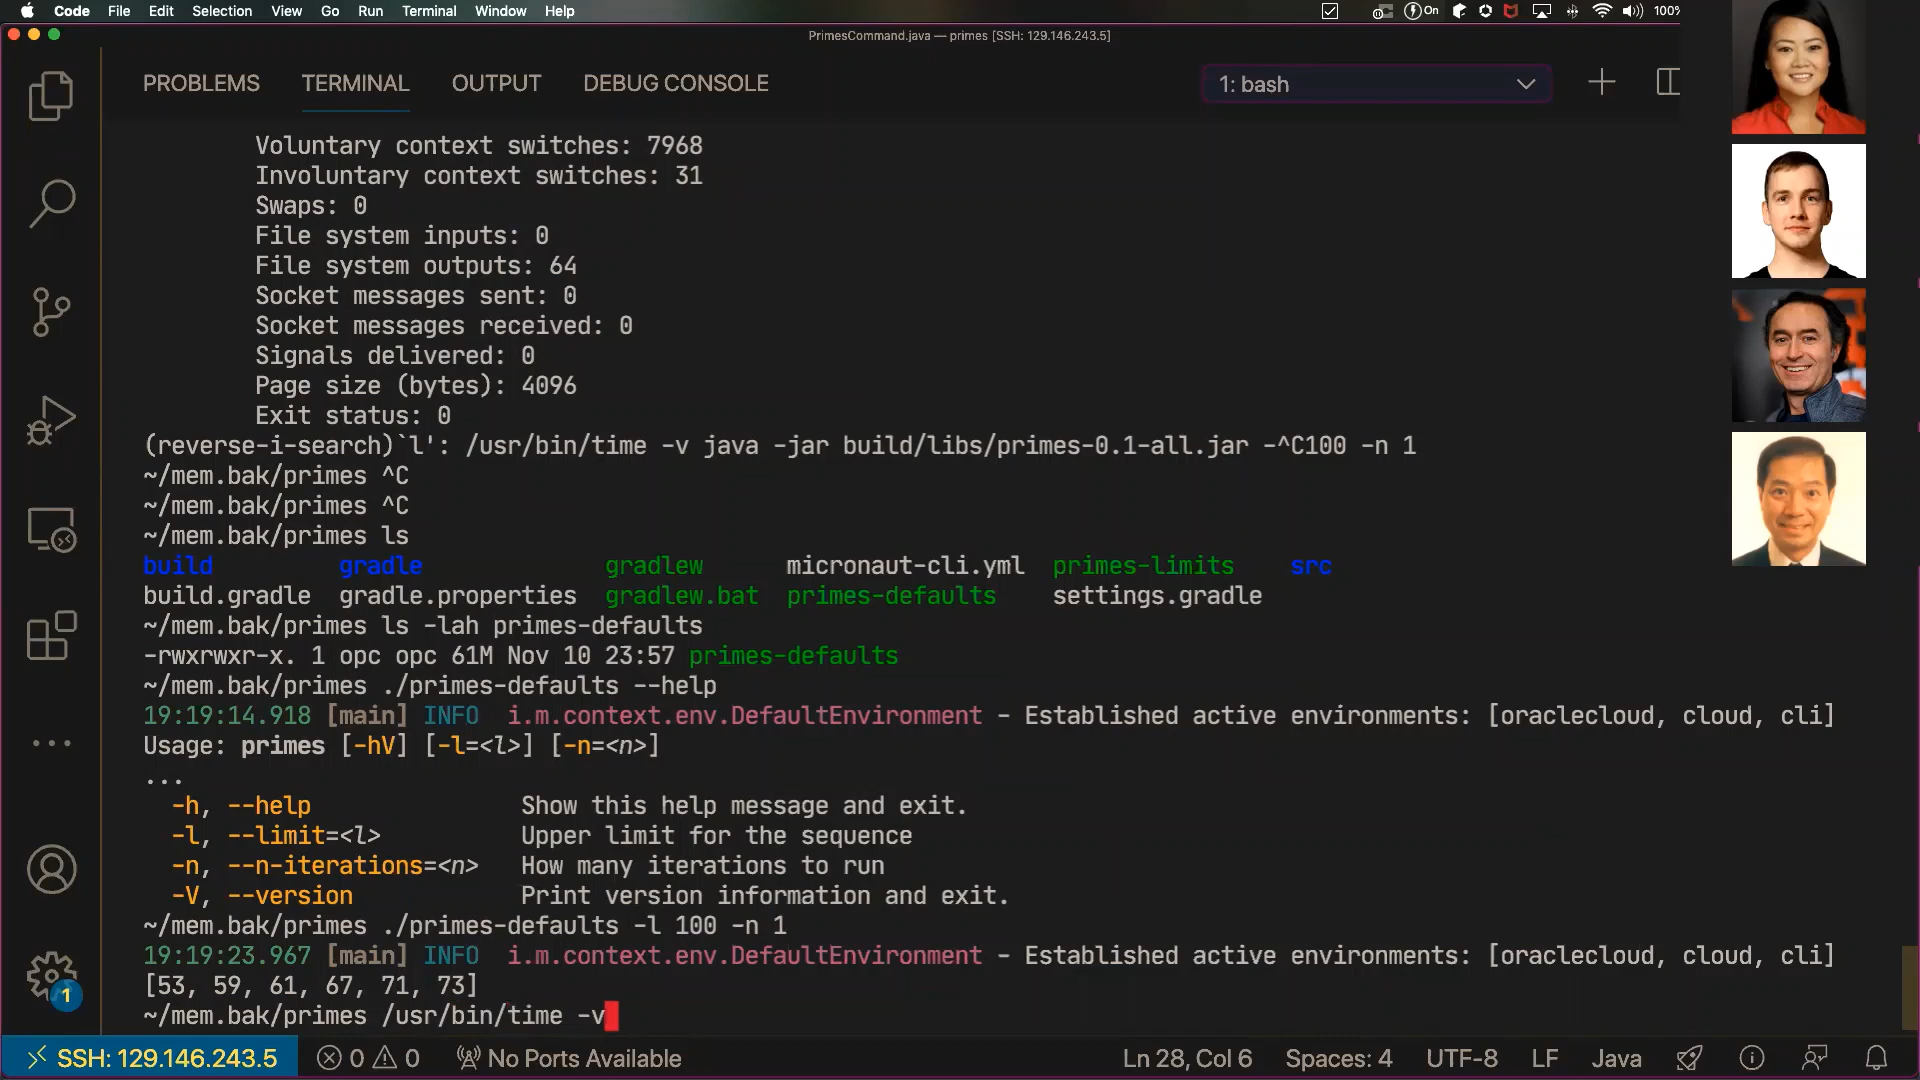 Code File Edit Selection View Go Run Terminal Window Help On 100%
PrimesCommand.java — primes [SSH: 129.146.243.5]
PROBLEMS TERMINAL OUTPUT DEBUG CONSOLE 1: bash
Voluntary context switches: 7968
Involuntary context switches: 31
Swaps: 0
File system inputs: 0
File system outputs: 64
Socket messages sent: 0
Socket messages received: 0
Signals delivered: 0
Page size (bytes): 4096
Exit status: 0
(reverse-i-search)`l': /usr/bin/time -v java -jar build/libs/primes-0.1-all.jar -^C100 -n 1
~/mem.bak/primes ^C
~/mem.bak/primes ^C
~/mem.bak/primes ls
build gradle gradlew micronaut-cli.yml primes-limits src
build.gradle gradle.properties gradlew.bat primes-defaults settings.gradle
~/mem.bak/primes ls -lah primes-defaults
-rwxrwxr-x. 1 opc opc 61M Nov 10 23:57 primes-defaults
~/mem.bak/primes ./primes-defaults --help
19:19:14.918 [main] INFO i.m.context.env.DefaultEnvironment - Established active environments: [oraclecloud, cloud, cli]
Usage: primes [-hV] [-l=<l>] [-n=<n>]
...
-h, --help Show this help message and exit.
-l, --limit=<l> Upper limit for the sequence
-n, --n-iterations=<n> How many iterations to run
-V, --version Print version information and exit.
~/mem.bak/primes ./primes-defaults -l 100 -n 1
19:19:23.967 [main] INFO i.m.context.env.DefaultEnvironment - Established active environments: [oraclecloud, cloud, cli]
[53, 59, 61, 67, 71, 73]
~/mem.bak/primes /usr/bin/time -v
1
SSH: 129.146.243.5 0 0 No Ports Available Ln 28, Col 6 Spaces: 4 UTF-8 LF Java